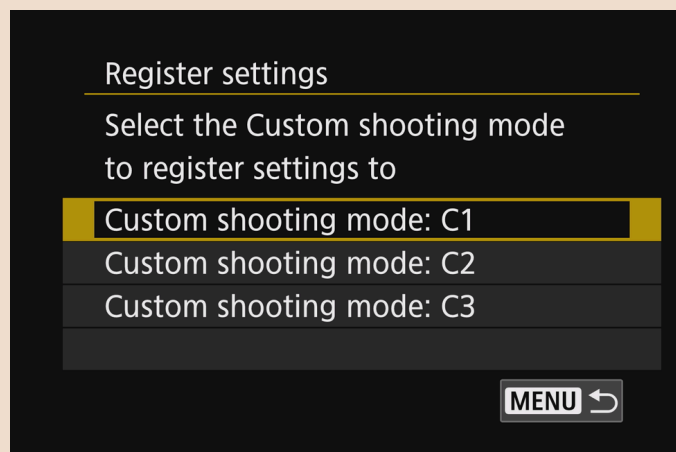 Register settings
Select the Custom shooting mode
to register settings to
Custom shooting mode: C1
Custom shooting mode: C2
Custom shooting mode: C3
MENU